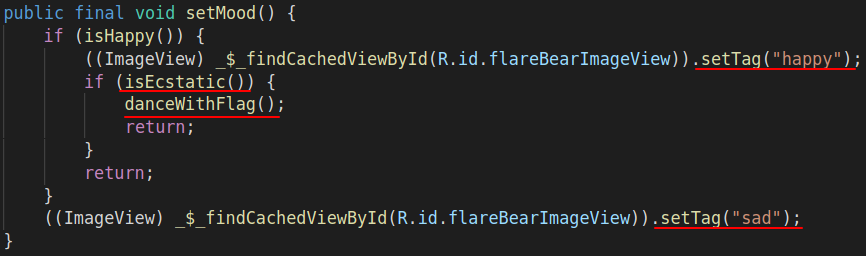 public final void setMood() {
    if (isHappy()) {
        ((ImageView) _$_findCachedViewById(R.id.flareBearImageView)).setTag("happy");
        if (isEcstatic()) {
            danceWithFlag();
            return;
        }
        return;
    }
    ((ImageView) _$_findCachedViewById(R.id.flareBearImageView)).setTag("sad");
}